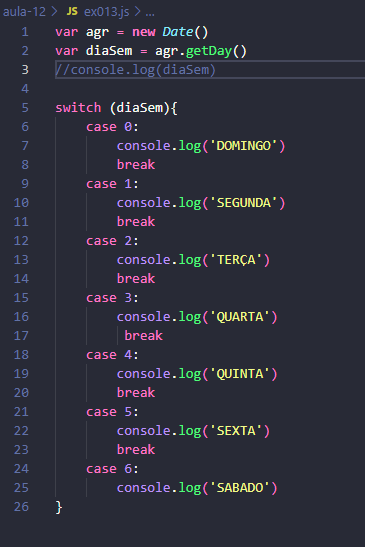 aula-12 > JS ex013.js > ...
1 var agr = new Date()
2 var diaSem = agr.getDay()
3 //console.log(diaSem)
4
5 switch (diaSem){
6     case 0:
7         console.log('DOMINGO')
8         break
9     case 1:
10         console.log('SEGUNDA')
11         break
12     case 2:
13         console.log('TERÇA')
14         break
15     case 3:
16         console.log('QUARTA')
17          break
18     case 4:
19         console.log('QUINTA')
20         break
21     case 5:
22         console.log('SEXTA')
23         break
24     case 6:
25         console.log('SABADO')
26 }